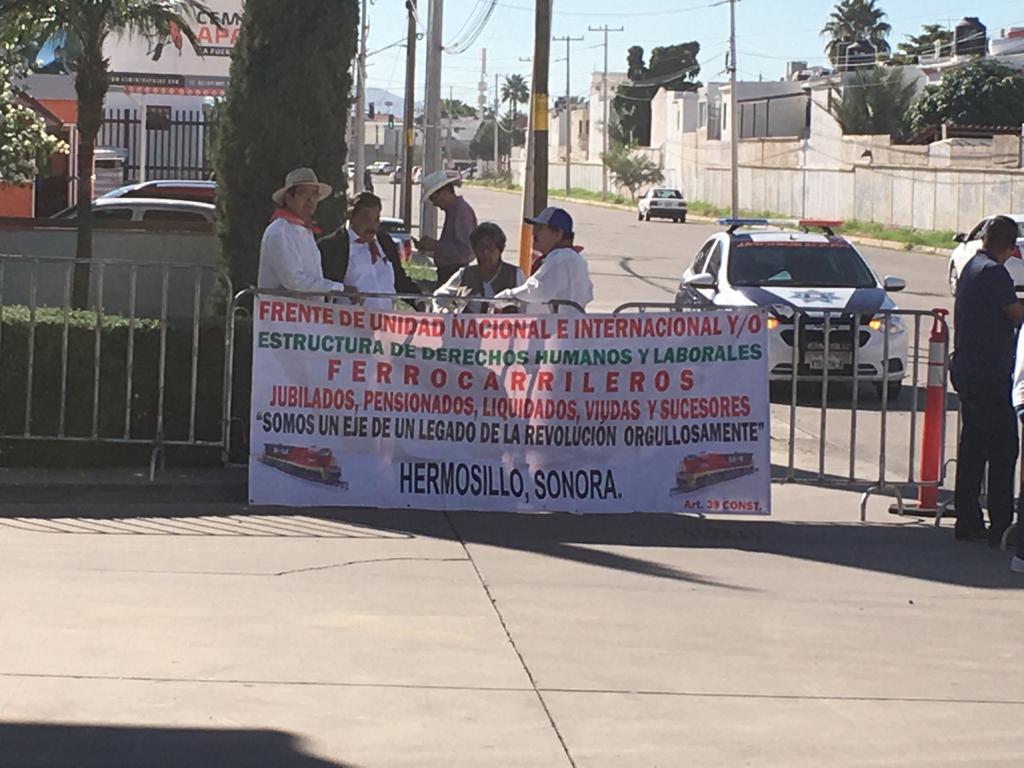 FRENTE DE UNIDAD NACIONAL E INTERNACIONAL Y/O
ESTRUCTURA DE DERECHOS HUMANOS Y LABORALES
FERROCARRILEROS
JUBILADOS, PENSIONADOS, LIQUIDADOS, VIUDAS Y SUCESORES
"SOMOS UN EJE DE UN LEGADO DE LA REVOLUCIÓN ORGULLOSAMENTE"
HERMOSILLO, SONORA.
Art. 39 CONST.